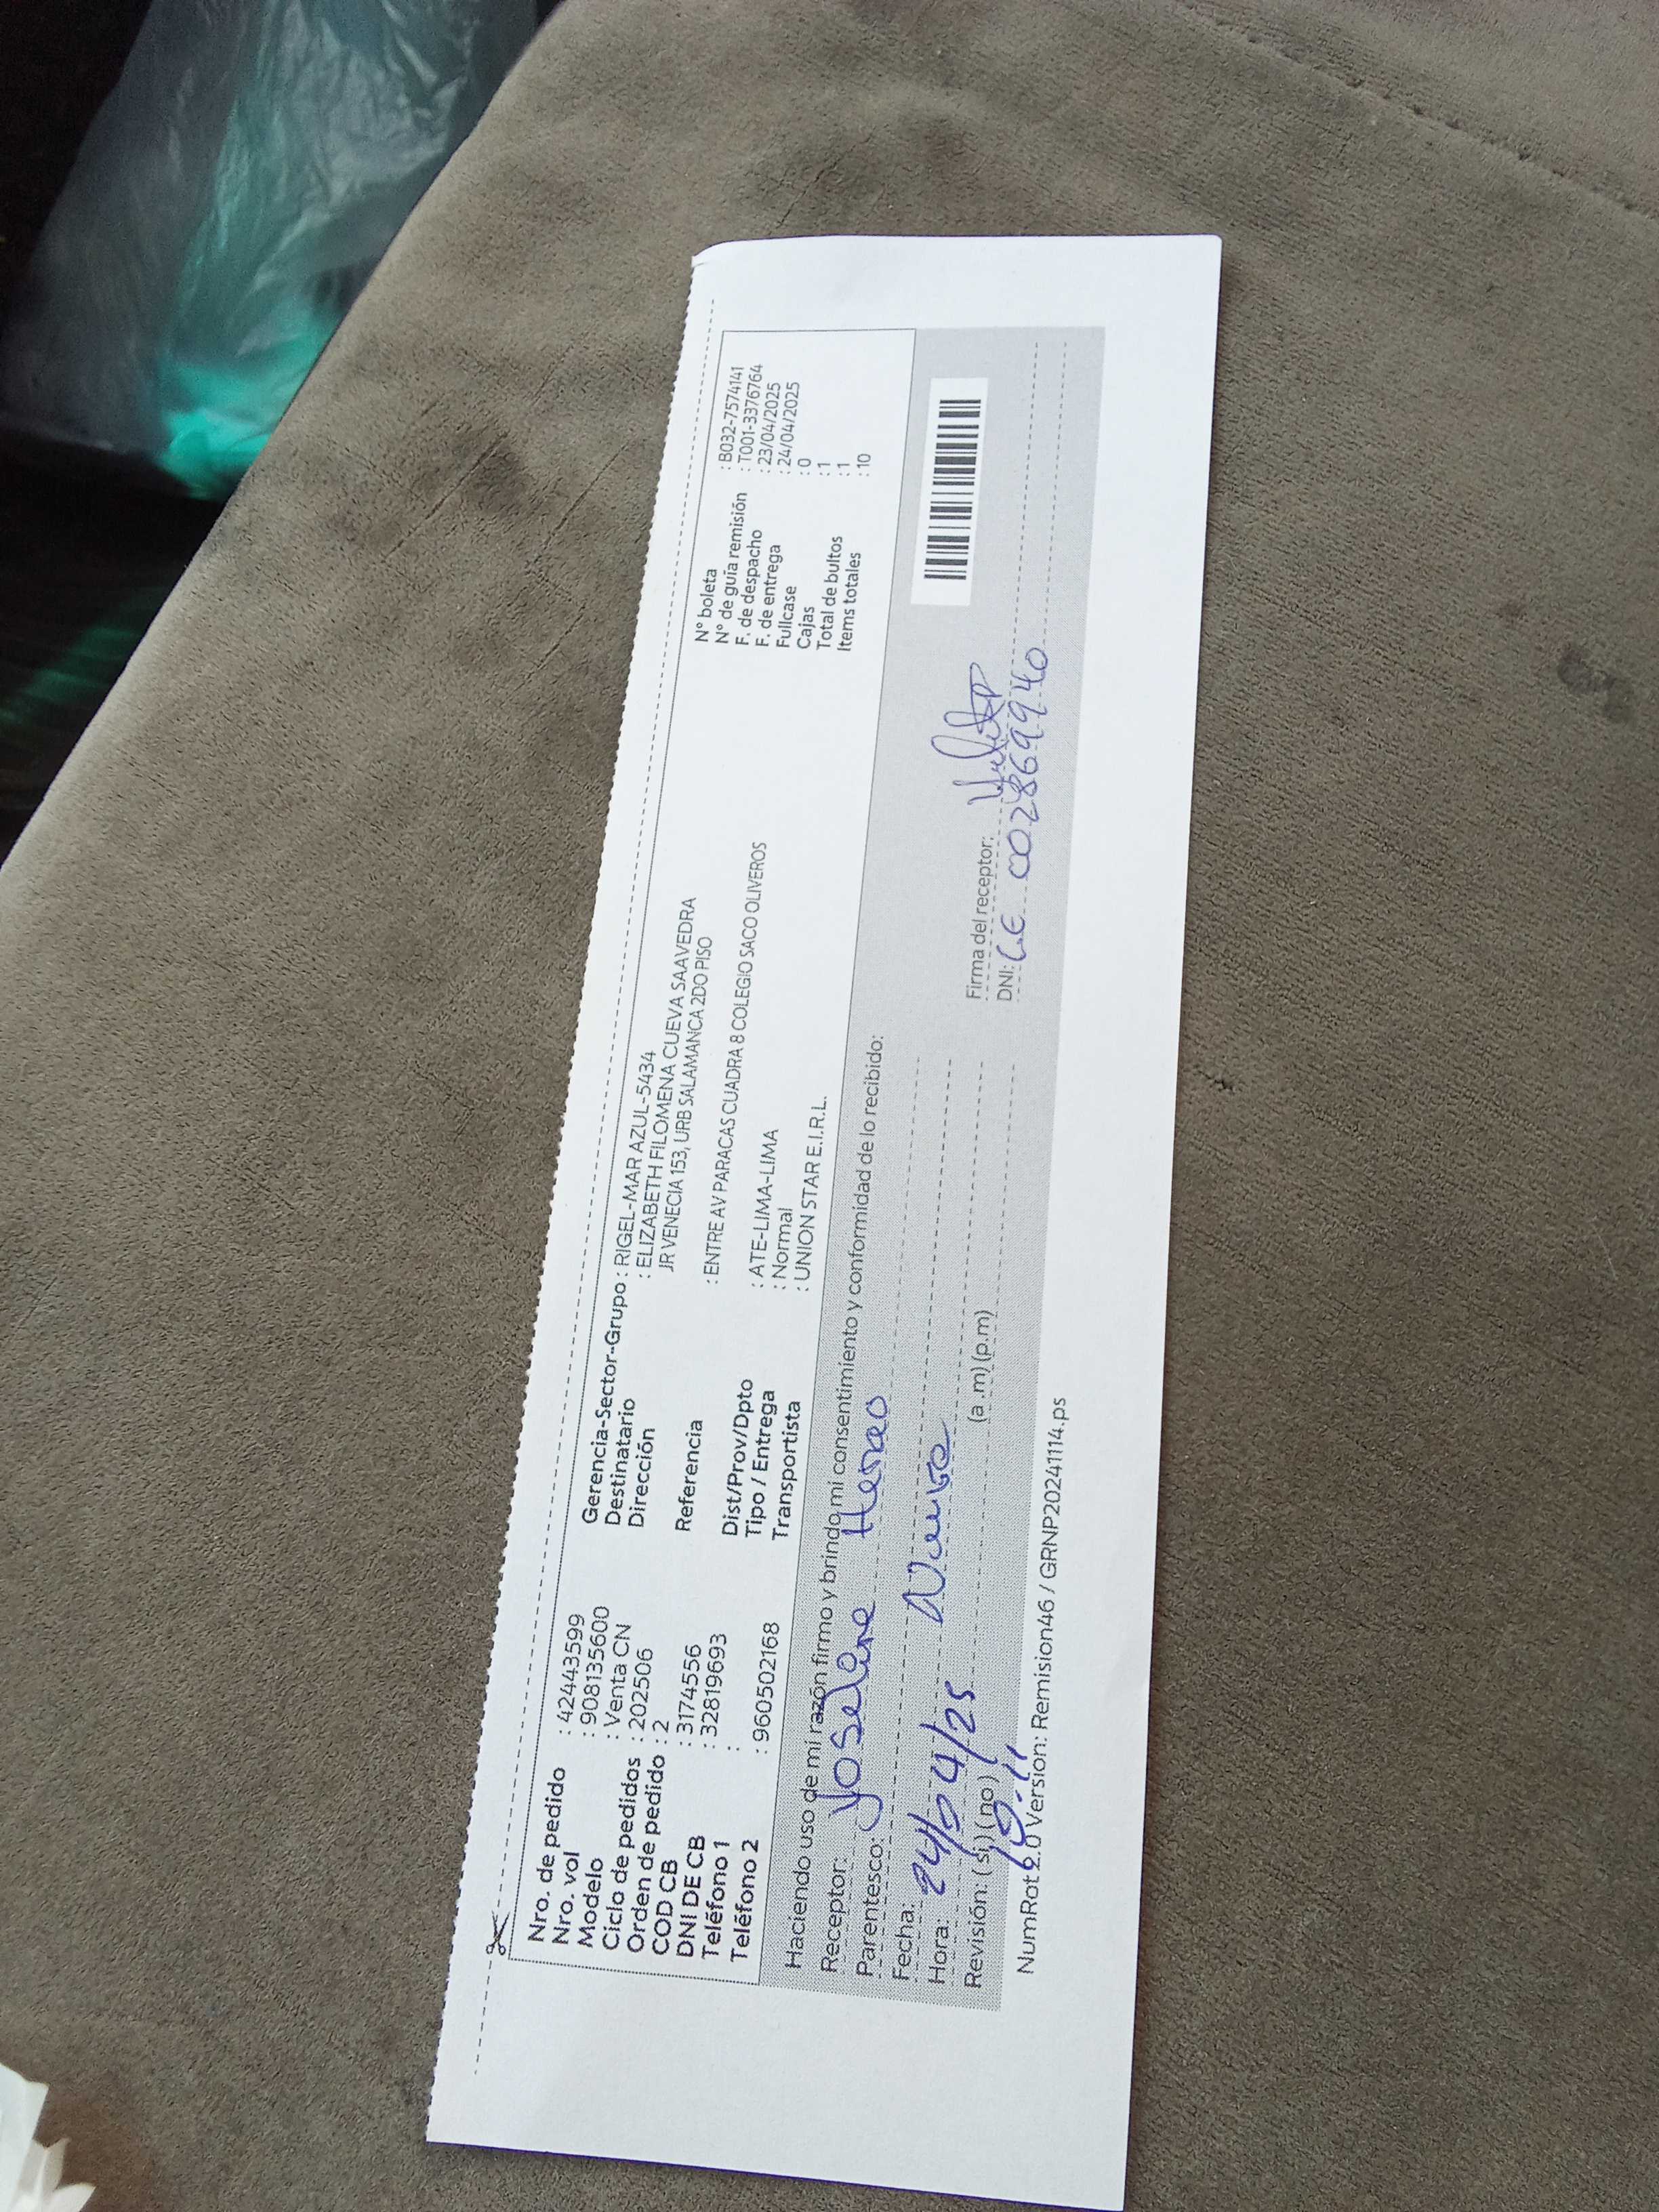 Nro. de pedido : 42443599
Nro. vol : 908135600
Modelo : Venta CN
Ciclo de pedidos : 202506
Orden de pedido : 2
COD CB : 3174556
DNI DE CB : 32819693
Teléfono 1 :
Teléfono 2 : 960502168
Gerencia-Sector-Grupo : RIGEL-MAR AZUL-5434
Destinatario : ELIZABETH FILOMENA CUEVA SAAVEDRA
Dirección JR VENECIA 153, URB SALAMANCA 2DO PISO
Referencia : ENTRE AV PARACAS CUADRA 8 COLEGIO SACO OLIVEROS
Dist/Prov/Dpto : ATE-LIMA-LIMA
Tipo / Entrega : Normal
Transportista : UNION STAR E.I.R.L.
N° boleta : B032-7574141
N° de guía remisión : T001-3376764
F. de despacho : 23/04/2025
F. de entrega : 24/04/2025
Fullcase : 0
Cajas : 1
Total de bultos : 1
Items totales : 10
Haciendo uso de mi razón firmo y brindo mi consentimiento y conformidad de lo recibido:
Receptor: Yoselene Henao
Parentesco: Nuera
Fecha: 24/04/25
Hora: 10:11
Revisión: ( si ) ( no ) (a .m) (p.m)
Firma del receptor:
DNI: C.E 002869940
NumRot 2.0 Version: Remision46 / GRNP20241114.ps